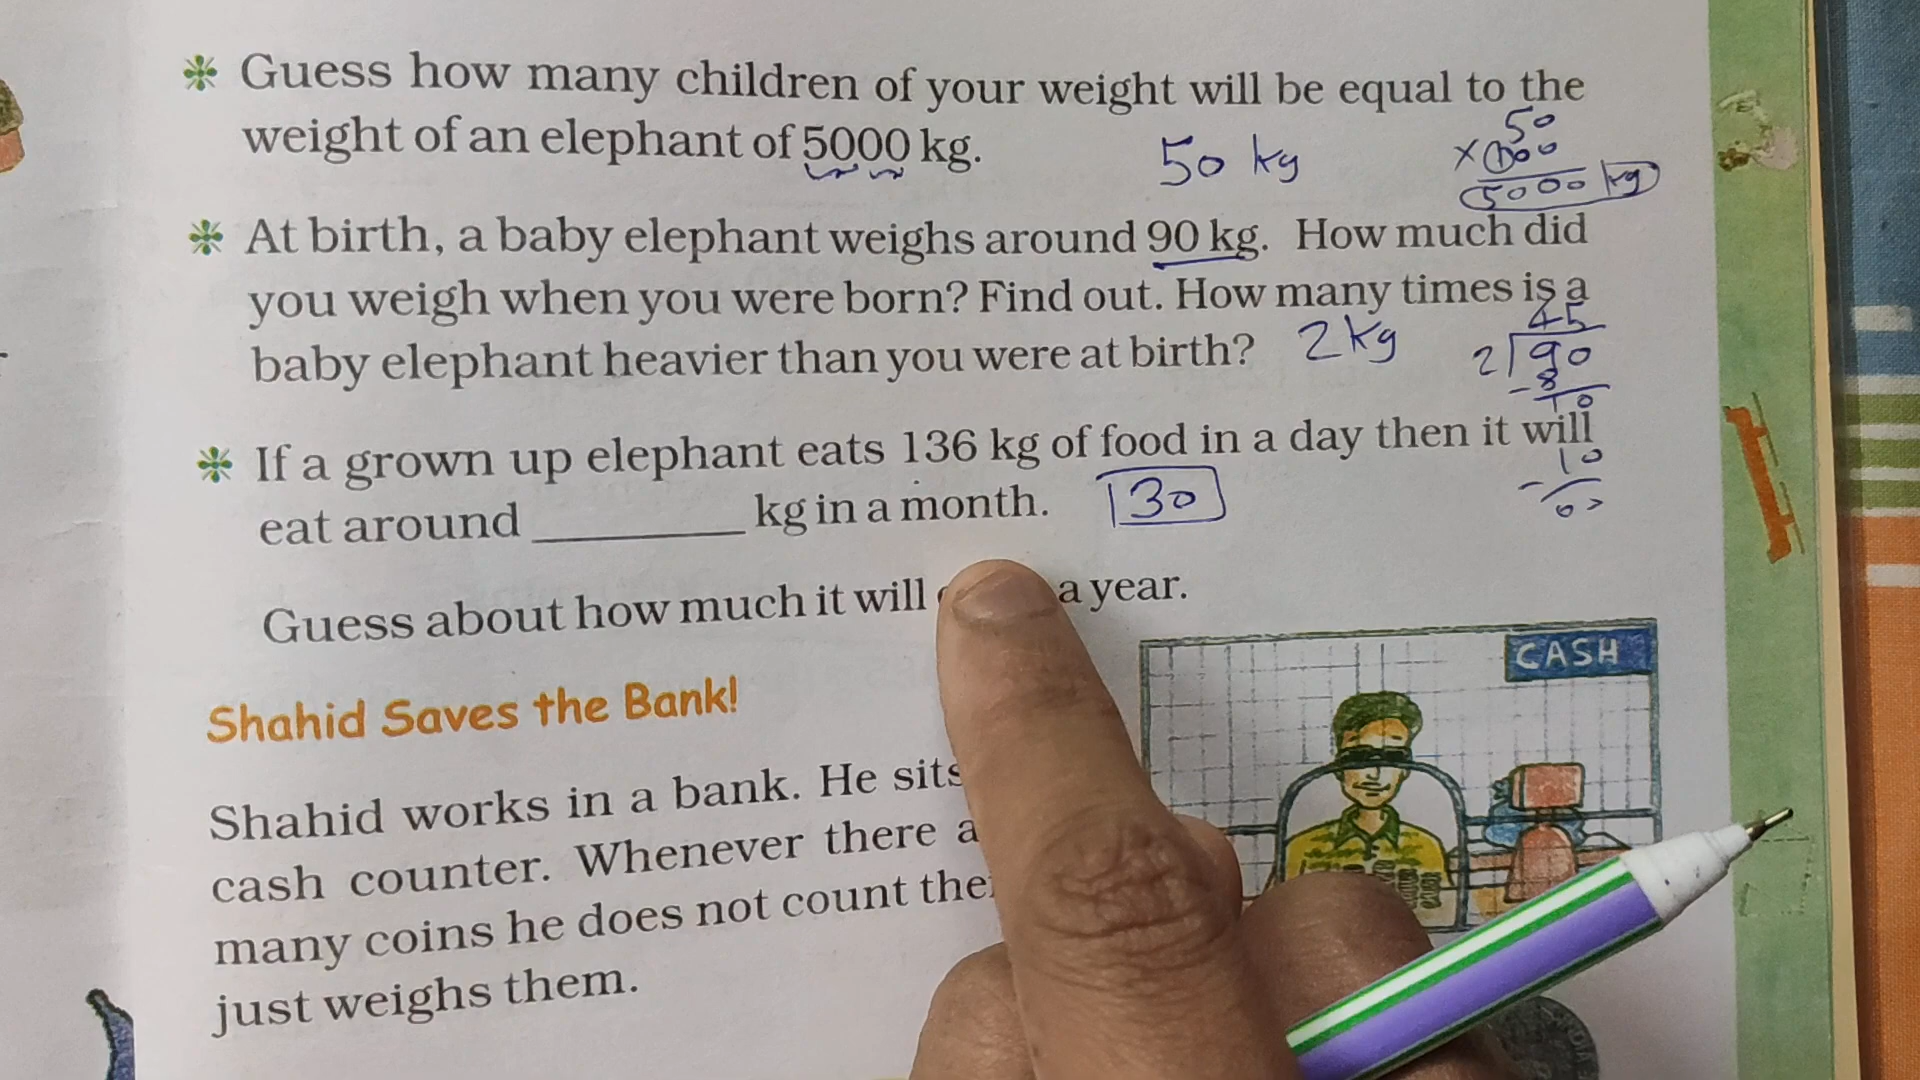 Guess how many children of your weight will be equal to the
weight of an elephant of 5000 kg.
50 kg
50
× 100
5000 kg
At birth, a baby elephant weighs around 90 kg. How much did
you weigh when you were born? Find out. How many times is a
baby elephant heavier than you were at birth?
2 kg
45
2 90
- 8
10
10
-
If a grown up elephant eats 136 kg of food in a day then it will
eat around ________ kg in a month.
30
Guess about how much it will a year.
CASH
Shahid Saves the Bank!
Shahid works in a bank. He sits
cash counter. Whenever there
many coins he does not count
just weighs them.